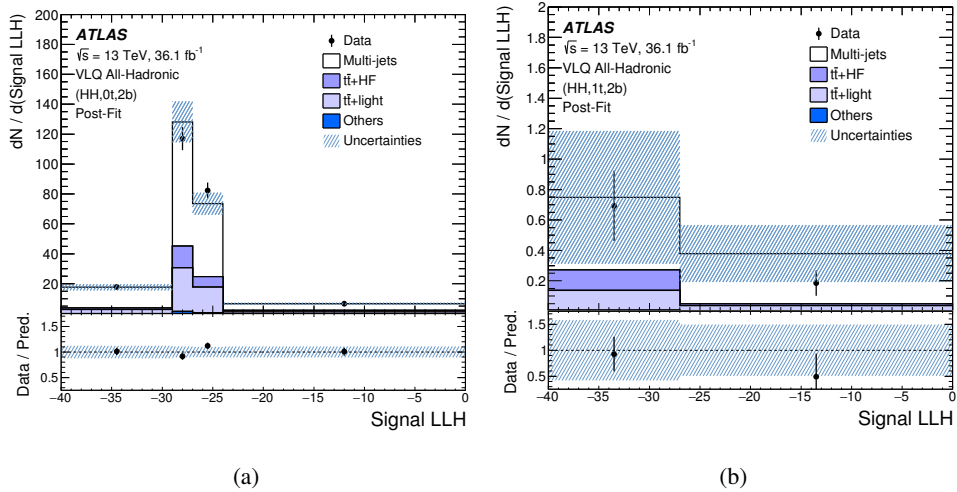 dN / d(Signal LLH)
200
180
160
140
120
100
80
60
40
20
ATLAS
√s = 13 TeV, 36.1 fb⁻¹
VLQ All-Hadronic
(HH,0t,2b)
Post-Fit
Data
Multi-jets
tt̄+HF
tt̄+light
Others
Uncertainties
Data / Pred.
1.5
1
0.5
−40 −35 −30 −25 −20 −15 −10 −5 0
Signal LLH
(a)
dN / d(Signal LLH)
2
1.8
1.6
1.4
1.2
1
0.8
0.6
0.4
0.2
ATLAS
√s = 13 TeV, 36.1 fb⁻¹
VLQ All-Hadronic
(HH,1t,2b)
Post-Fit
Data
Multi-jets
tt̄+HF
tt̄+light
Others
Uncertainties
Data / Pred.
1.5
1
0.5
−40 −35 −30 −25 −20 −15 −10 −5 0
Signal LLH
(b)